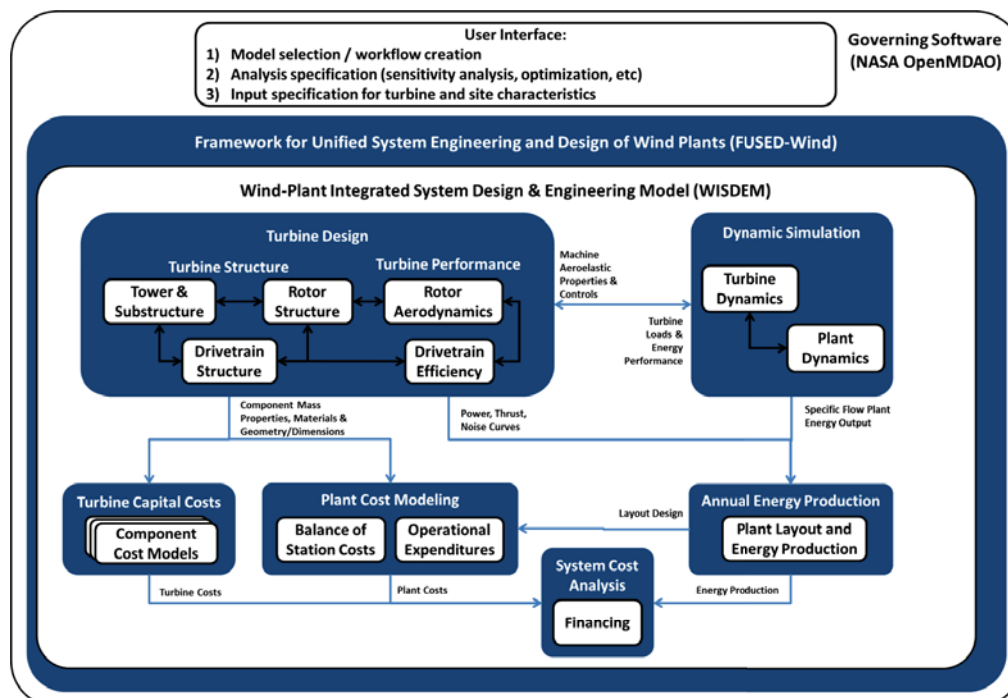 User Interface:
1) Model selection / workflow creation
2) Analysis specification (sensitivity analysis, optimization, etc)
3) Input specification for turbine and site characteristics
Governing Software
(NASA OpenMDAO)
Framework for Unified System Engineering and Design of Wind Plants (FUSED-Wind)
Wind-Plant Integrated System Design & Engineering Model (WISDEM)
Turbine Design
Turbine Structure
Turbine Performance
Tower &
Substructure
Rotor
Structure
Rotor
Aerodynamics
Drivetrain
Structure
Drivetrain
Efficiency
Machine
Aeroelastic
Properties &
Controls
Turbine
Loads &
Energy
Performance
Dynamic Simulation
Turbine
Dynamics
Plant
Dynamics
Component Mass
Properties, Materials &
Geometry/Dimensions
Power, Thrust,
Noise Curves
Specific Flow Plant
Energy Output
Turbine Capital Costs
Component
Cost Models
Plant Cost Modeling
Balance of
Station Costs
Operational
Expenditures
Layout Design
Annual Energy Production
Plant Layout and
Energy Production
System Cost
Analysis
Financing
Turbine Costs
Plant Costs
Energy Production